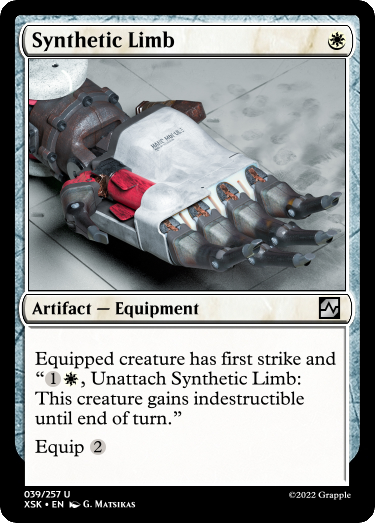 Synthetic Limb
Artifact — Equipment
Equipped creature has first strike and
“1, Unattach Synthetic Limb:
This creature gains indestructible
until end of turn.”
Equip 2
039/257 U
XSK • EN G. Matsikas
©2022 Grapple